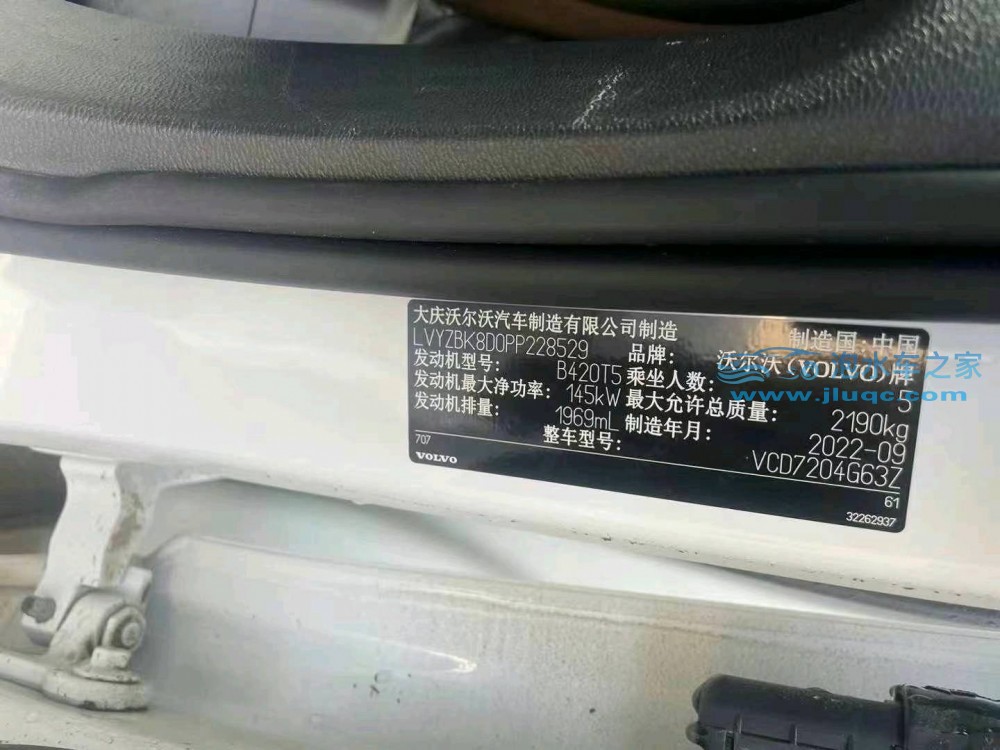 大庆沃尔沃汽车制造有限公司制造 制造国:中国
LVYZBK8D0PP228529 品牌: 沃尔沃(VOLVO)牌
发动机型号: B420T5 乘坐人数: 5
发动机最大净功率: 145kW 最大允许总质量: 2190kg
发动机排量: 1969mL 制造年月: 2022-09
整车型号: VCD7204G63Z
707
VOLVO
61
32262937
汽车之家
www.jluqc.com